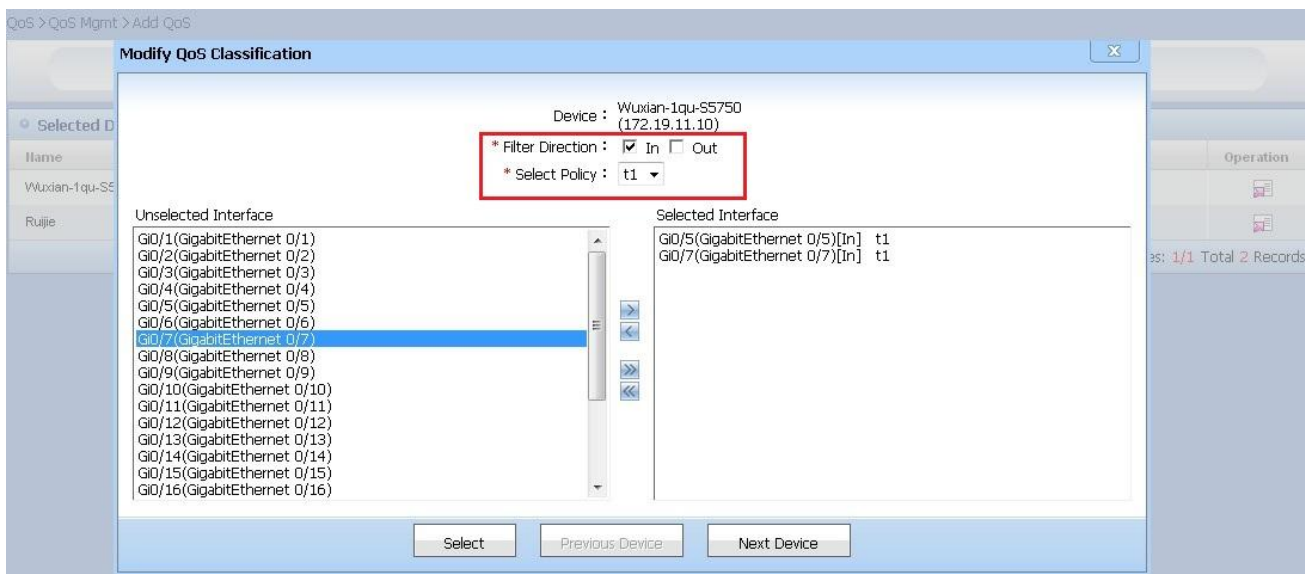 QoS > QoS Mgmt > Add QoS
Modify QoS Classification
Device : Wuxian-1qu-S5750
(172.19.11.10)
* Filter Direction : In Out
* Select Policy : t1
Selected D
Name
Operation
Wuxian-1qu-S5
Ruijie
es: 1/1 Total 2 Records
Unselected Interface
Gi0/1(GigabitEthernet 0/1)
Gi0/2(GigabitEthernet 0/2)
Gi0/3(GigabitEthernet 0/3)
Gi0/4(GigabitEthernet 0/4)
Gi0/5(GigabitEthernet 0/5)
Gi0/6(GigabitEthernet 0/6)
Gi0/7(GigabitEthernet 0/7)
Gi0/8(GigabitEthernet 0/8)
Gi0/9(GigabitEthernet 0/9)
Gi0/10(GigabitEthernet 0/10)
Gi0/11(GigabitEthernet 0/11)
Gi0/12(GigabitEthernet 0/12)
Gi0/13(GigabitEthernet 0/13)
Gi0/14(GigabitEthernet 0/14)
Gi0/15(GigabitEthernet 0/15)
Gi0/16(GigabitEthernet 0/16)
Selected Interface
Gi0/5(GigabitEthernet 0/5)[In] t1
Gi0/7(GigabitEthernet 0/7)[In] t1
Select
Previous Device
Next Device